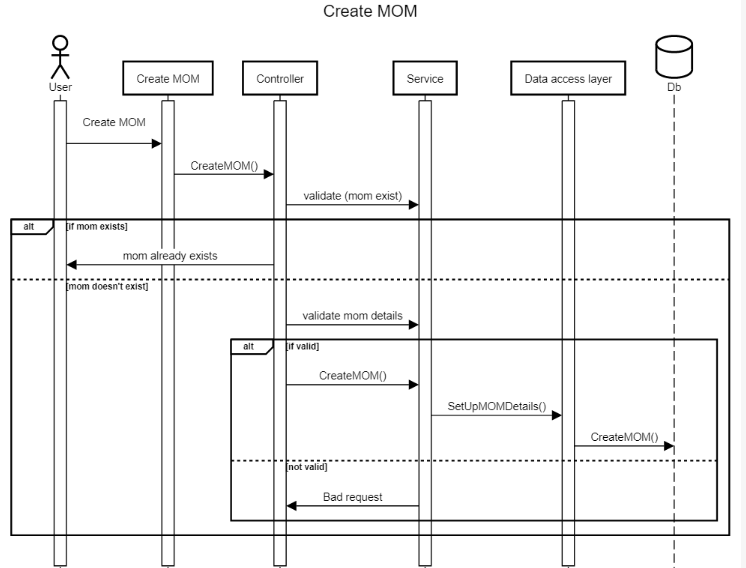 Create MOM
User
Create MOM
Controller
Service
Data access layer
Db
Create MOM
CreateMOM()
validate (mom exist)
alt
[if mom exists]
mom already exists
[mom doesn't exist]
validate mom details
alt
[if valid]
CreateMOM()
SetUpMOMDetails()
CreateMOM()
[not valid]
Bad request